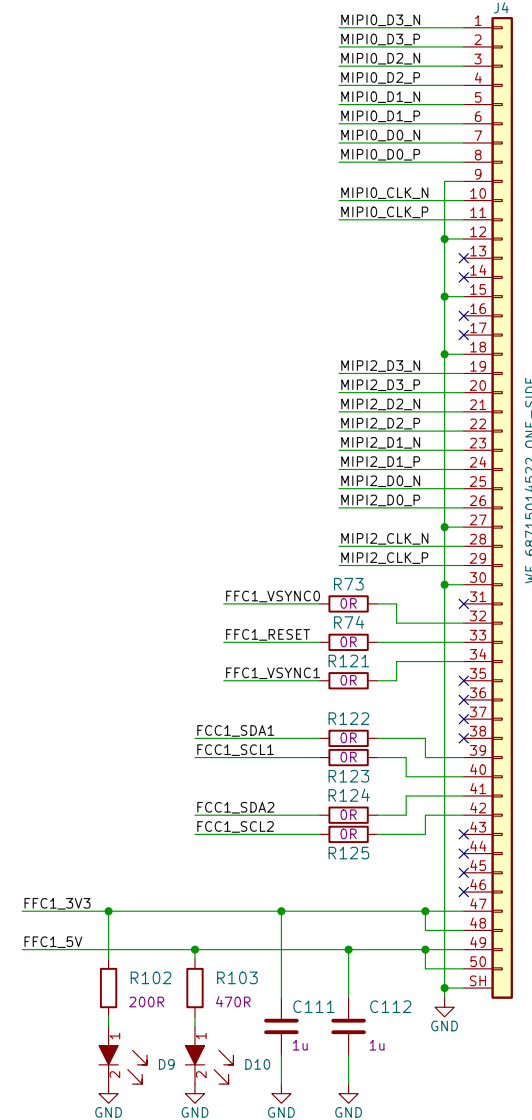 J4
MIPI0_D3_N 1
MIPI0_D3_P 2
MIPI0_D2_N 3
MIPI0_D2_P 4
MIPI0_D1_N 5
MIPI0_D1_P 6
MIPI0_D0_N 7
MIPI0_D0_P 8
9
MIPI0_CLK_N 10
MIPI0_CLK_P 11
12
13
14
15
16
17
18
MIPI2_D3_N 19
MIPI2_D3_P 20
MIPI2_D2_N 21
MIPI2_D2_P 22
MIPI2_D1_N 23
MIPI2_D1_P 24
MIPI2_D0_N 25
MIPI2_D0_P 26
27
MIPI2_CLK_N 28
MIPI2_CLK_P 29
30
R73
FFC1_VSYNC0 0R 31
32
R74
FFC1_RESET 0R 33
R121 34
FFC1_VSYNC1 0R 35
36
37
R122
FCC1_SDA1 0R 38
FCC1_SCL1 0R 39
R123 40
R124 41
FCC1_SDA2 0R 42
FCC1_SCL2 0R 43
R125 44
45
46
FFC1_3V3 47
48
FFC1_5V 49
50
SH
WE_68715014522_ONE-SIDE
R102 200R
R103 470R
C111 1u
C112 1u
GND
1 D9 2
1 D10 2
GND GND GND GND